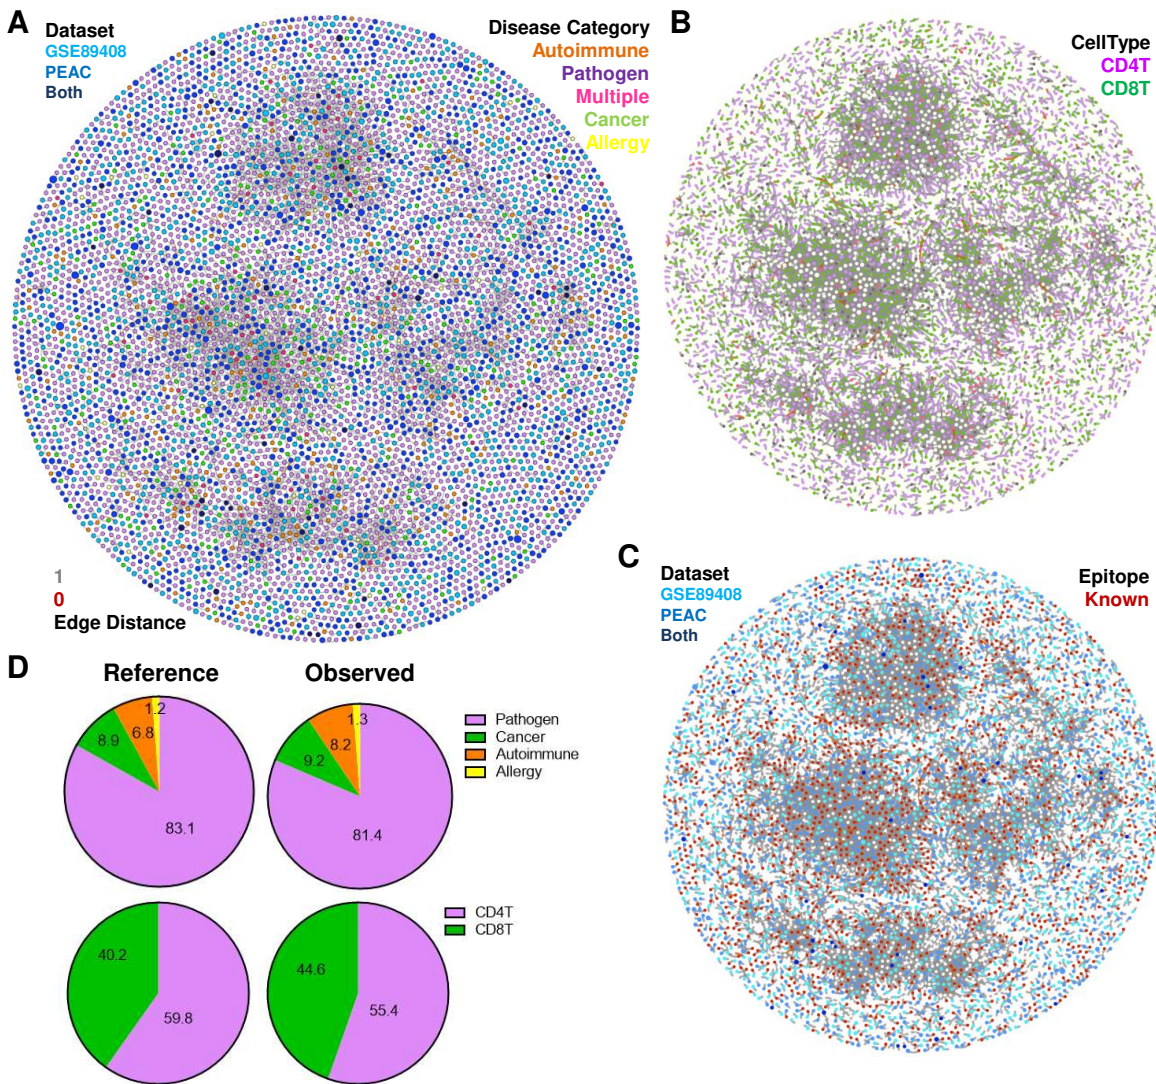 A
Dataset
GSE89408
PEAC
Both
Disease Category
Autoimmune
Pathogen
Multiple
Cancer
Allergy
1
0
Edge Distance
B
CellType
CD4T
CD8T
C
Dataset
GSE89408
PEAC
Both
Epitope
Known
D
Reference
Observed
1.2
6.8
8.9
83.1
1.3
8.2
9.2
81.4
Pathogen
Cancer
Autoimmune
Allergy
40.2
59.8
44.6
55.4
CD4T
CD8T